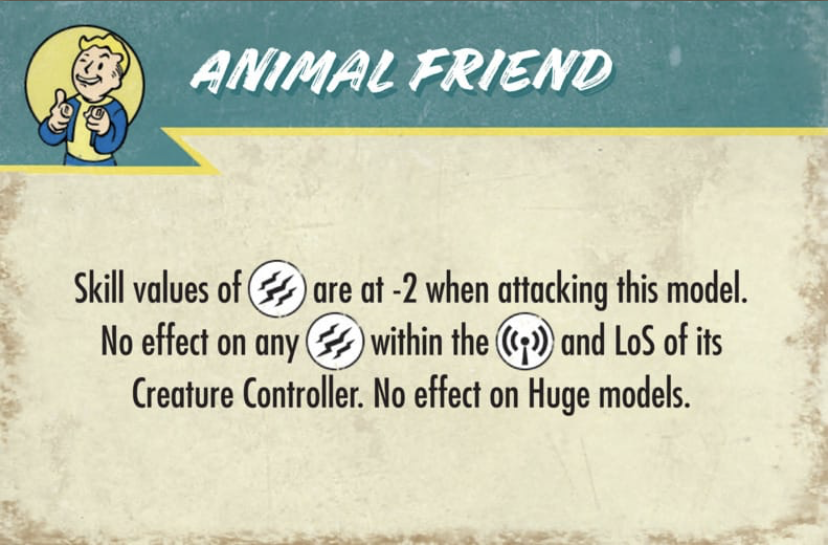 ANIMAL FRIEND
Skill values of are at -2 when attacking this model.
No effect on any within the and LoS of its
Creature Controller. No effect on Huge models.